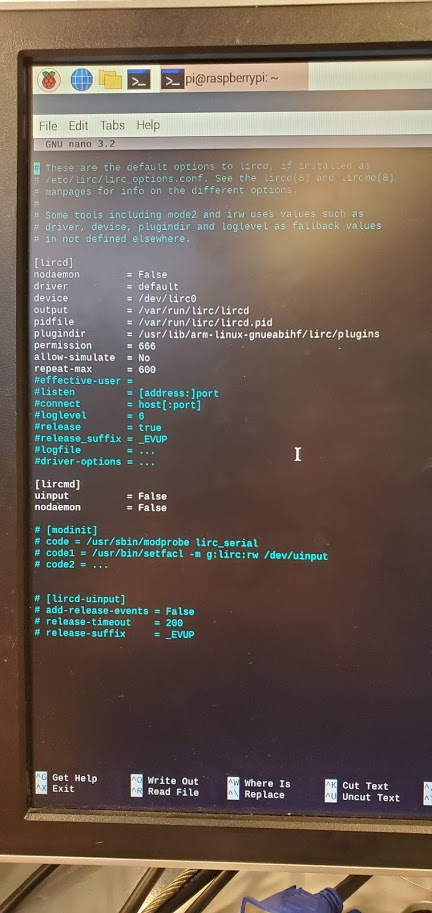 pi@raspberrypi: ~
File Edit Tabs Help
GNU nano 3.2
# These are the default options to lircd, if installed as
# /etc/lirc/lirc_options.conf. See the lircd(8) and lircmd(8)
# manpages for info on the different options.
#
# Some tools including mode2 and irw uses values such as
# driver, device, plugindir and loglevel as fallback values
# in not defined elsewhere.
[lircd]
nodaemon = False
driver = default
device = /dev/lirc0
output = /var/run/lirc/lircd
pidfile = /var/run/lirc/lircd.pid
plugindir = /usr/lib/arm-linux-gnueabihf/lirc/plugins
permission = 666
allow-simulate = No
repeat-max = 600
#effective-user =
#listen = [address:]port
#connect = host[:port]
#loglevel = 6
#release = true
#release_suffix = _EVUP
#logfile = ...
#driver-options = ...
[lircmd]
uinput = False
nodaemon = False
# [modinit]
# code = /usr/sbin/modprobe lirc_serial
# code1 = /usr/bin/setfacl -m g:lirc:rw /dev/uinput
# code2 = ...
# [lircd-uinput]
# add-release-events = False
# release-timeout = 200
# release-suffix = _EVUP
^G Get Help ^O Write Out ^W Where Is ^K Cut Text
^X Exit ^R Read File ^\ Replace ^U Uncut Text